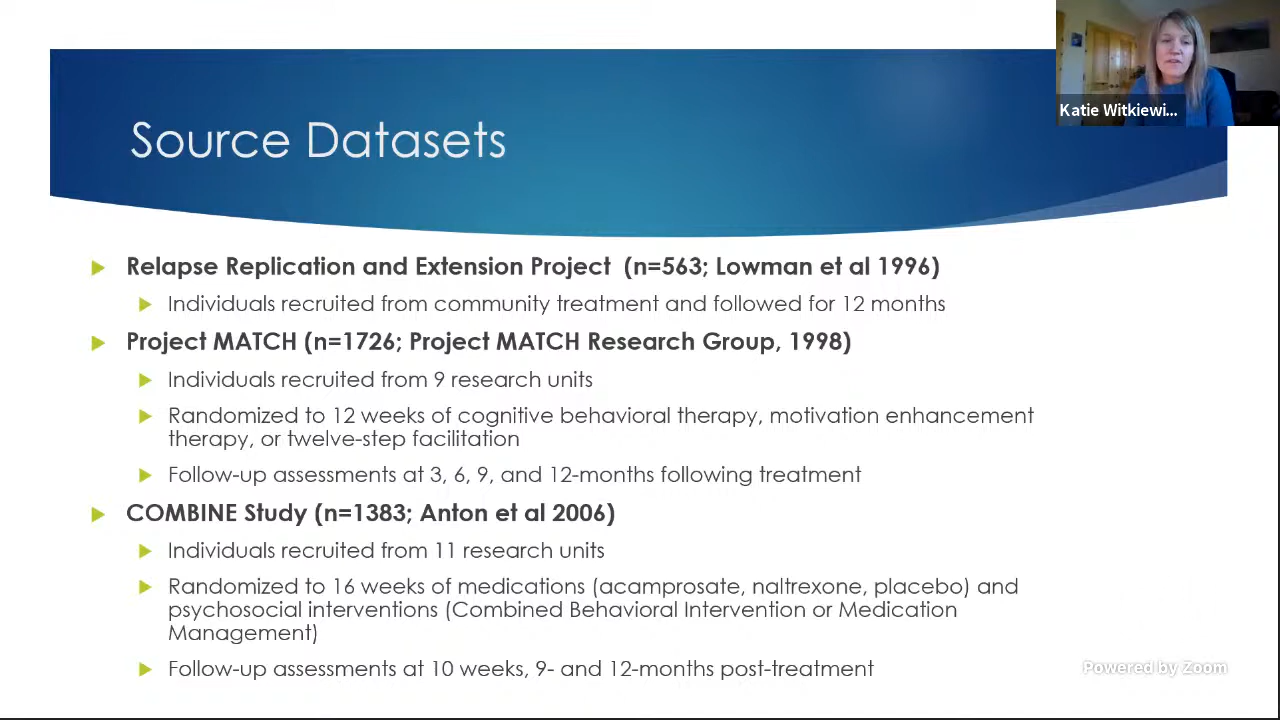 Katie Witkiewi...
Source Datasets
Relapse Replication and Extension Project (n=563; Lowman et al 1996)
Individuals recruited from community treatment and followed for 12 months
Project MATCH (n=1726; Project MATCH Research Group, 1998)
Individuals recruited from 9 research units
Randomized to 12 weeks of cognitive behavioral therapy, motivation enhancement
therapy, or twelve-step facilitation
Follow-up assessments at 3, 6, 9, and 12-months following treatment
COMBINE Study (n=1383; Anton et al 2006)
Individuals recruited from 11 research units
Randomized to 16 weeks of medications (acamprosate, naltrexone, placebo) and
psychosocial interventions (Combined Behavioral Intervention or Medication
Management)
Follow-up assessments at 10 weeks, 9- and 12-months post-treatment
Powered by Zoom